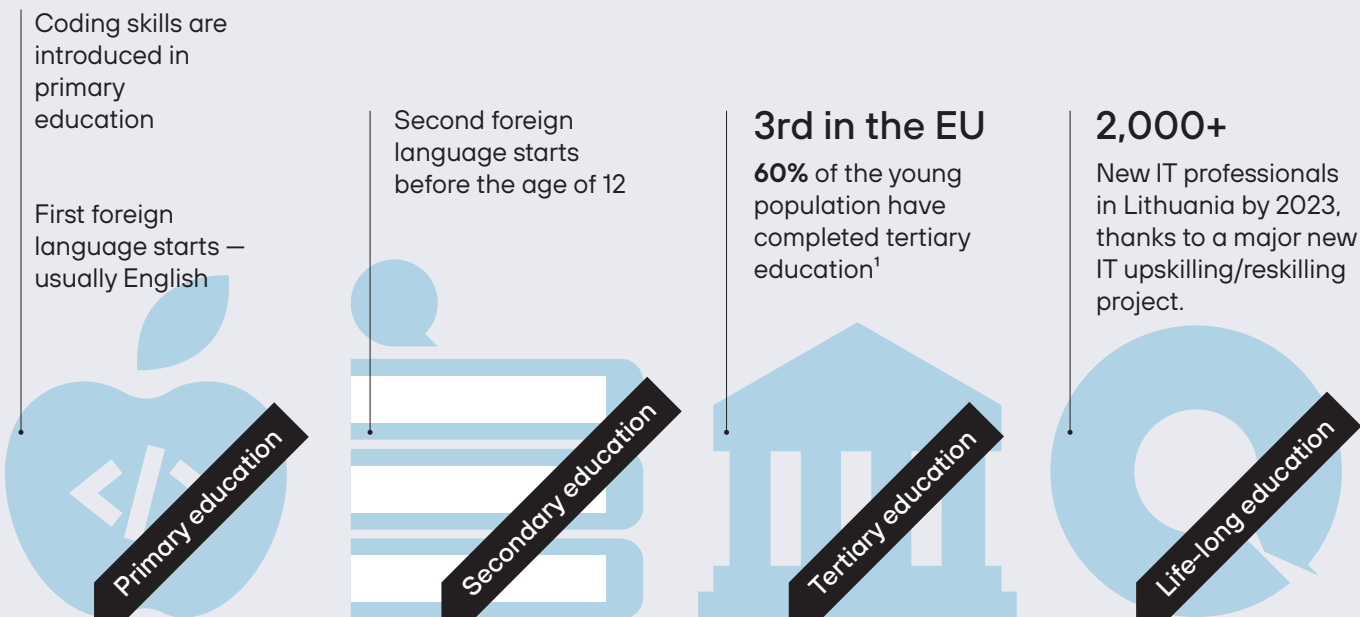 Coding skills are
introduced in
primary
education
First foreign
language starts —
usually English
</>
Primary education
Second foreign
language starts
before the age of 12
Secondary education
3rd in the EU
60% of the young
population have
completed tertiary
education¹
Tertiary education
2,000+
New IT professionals
in Lithuania by 2023,
thanks to a major new
IT upskilling/reskilling
project.
Life-long education